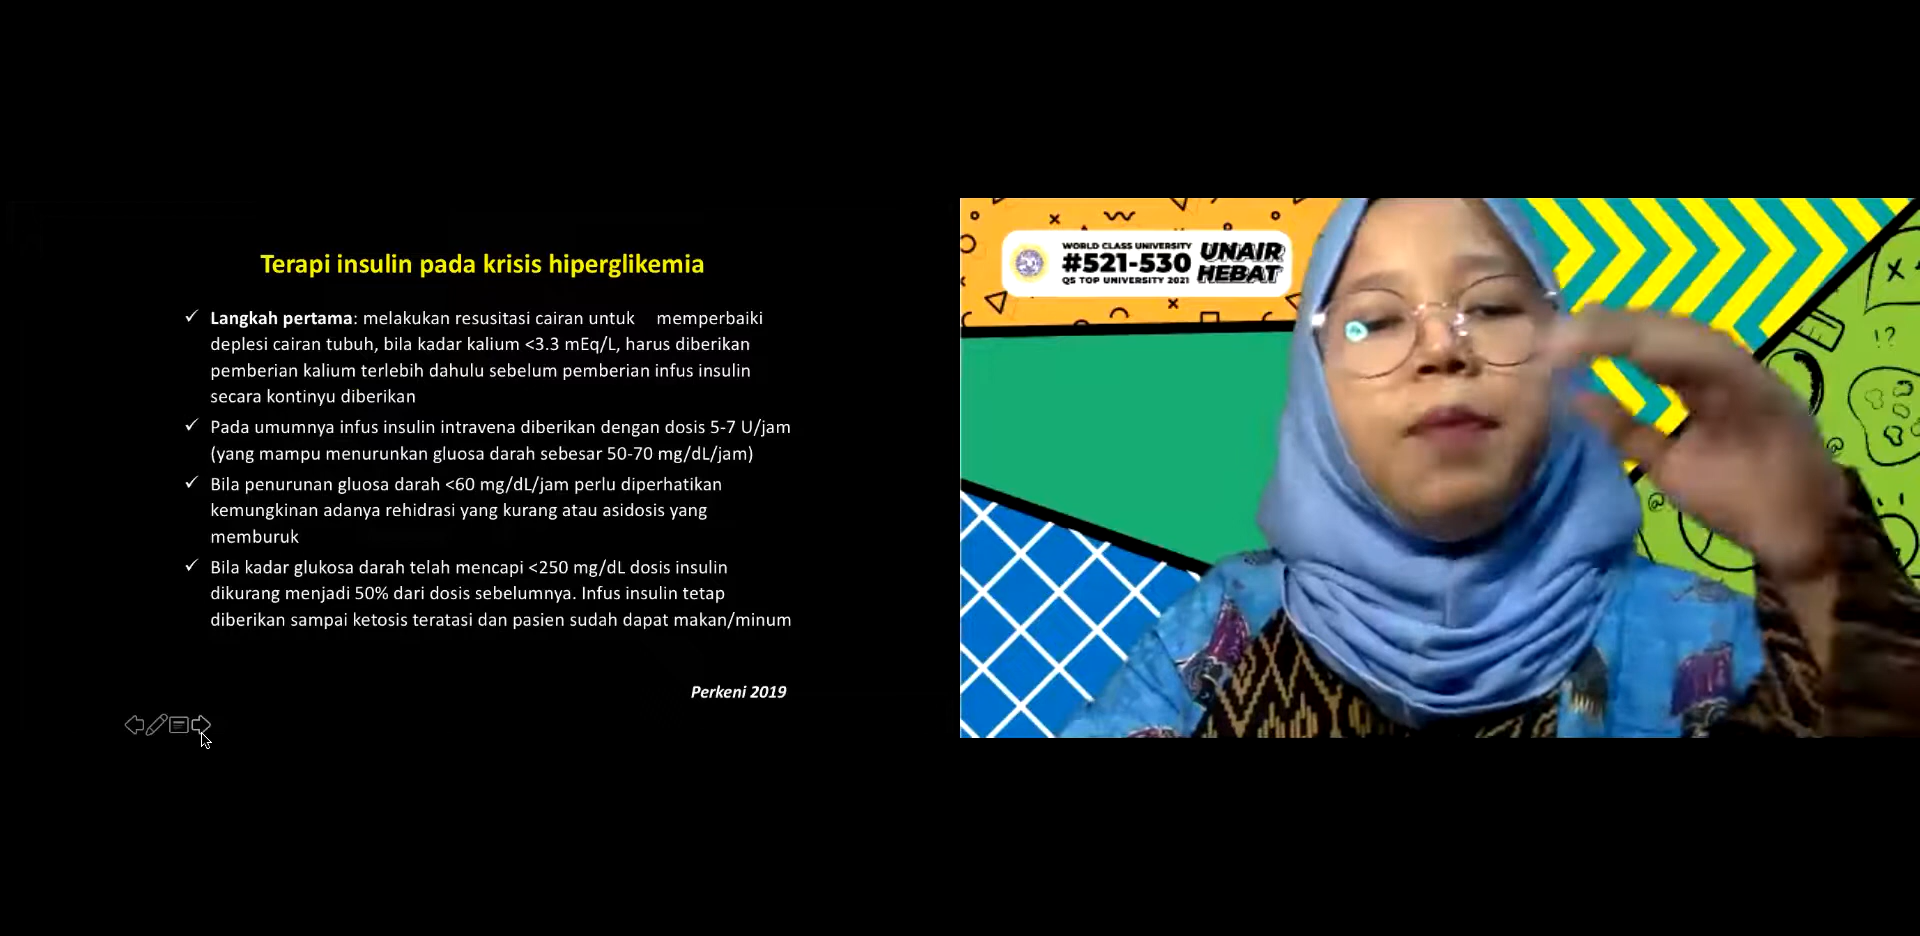 Terapi insulin pada krisis hiperglikemia
✓ Langkah pertama: melakukan resusitasi cairan untuk memperbaiki
deplesi cairan tubuh, bila kadar kalium <3.3 mEq/L, harus diberikan
pemberian kalium terlebih dahulu sebelum pemberian infus insulin
secara kontinyu diberikan
✓ Pada umumnya infus insulin intravena diberikan dengan dosis 5-7 U/jam
(yang mampu menurunkan gluosa darah sebesar 50-70 mg/dL/jam)
✓ Bila penurunan gluosa darah <60 mg/dL/jam perlu diperhatikan
kemungkinan adanya rehidrasi yang kurang atau asidosis yang
memburuk
✓ Bila kadar glukosa darah telah mencapi <250 mg/dL dosis insulin
dikurang menjadi 50% dari dosis sebelumnya. Infus insulin tetap
diberikan sampai ketosis teratasi dan pasien sudah dapat makan/minum
Perkeni 2019
WORLD CLASS UNIVERSITY
#521-530
QS TOP UNIVERSITY 2021
UNAIR
HEBAT
!?
@
@